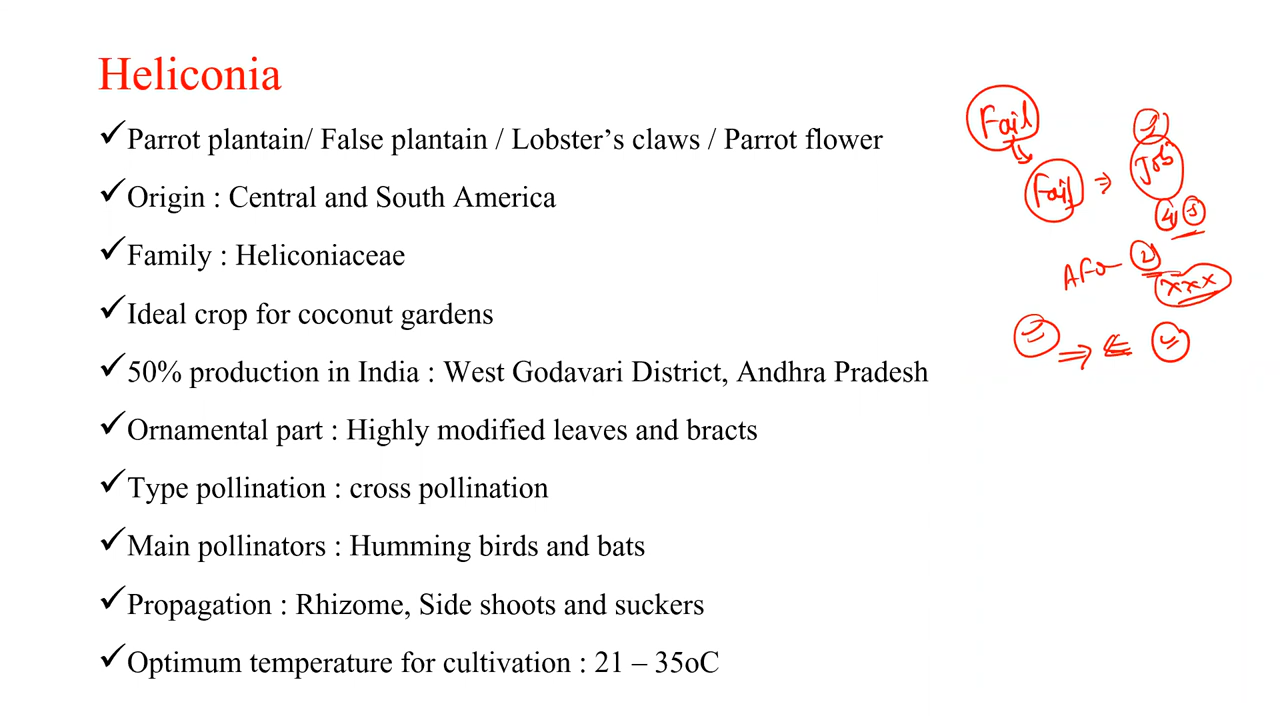 Heliconia
✓Parrot plantain/ False plantain / Lobster’s claws / Parrot flower
✓Origin : Central and South America
✓Family : Heliconiaceae
✓Ideal crop for coconut gardens
✓50% production in India : West Godavari District, Andhra Pradesh
✓Ornamental part : Highly modified leaves and bracts
✓Type pollination : cross pollination
✓Main pollinators : Humming birds and bats
✓Propagation : Rhizome, Side shoots and suckers
✓Optimum temperature for cultivation : 21 – 35oC
Fail
Fail ⇒ Job
AFO
xxx